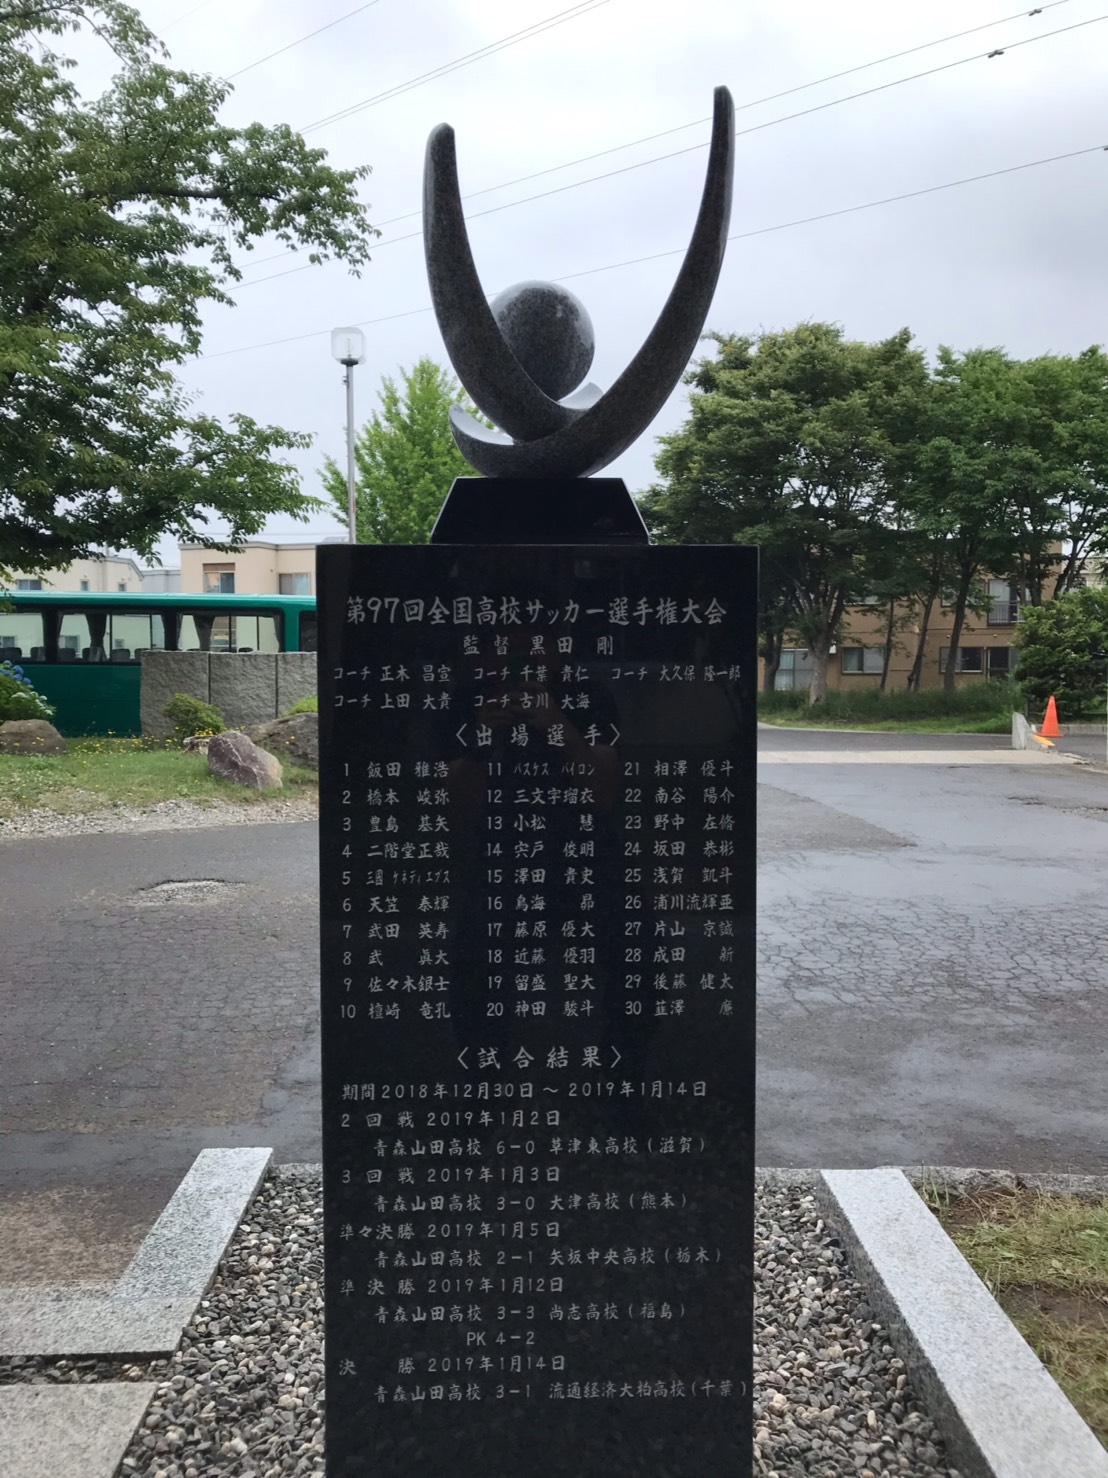 第97回全国高校サッカー選手権大会
監督 黒田 剛
コーチ 正木 昌宣 コーチ 千葉 貴仁 コーチ 大久保 隆一郎
コーチ 上田 大貴 コーチ 古川 大海
〈出場選手〉
1 飯田 雅浩 11 バスケス バイロン 21 相澤 優斗
2 橋本 峻弥 12 三文字瑠衣 22 南谷 陽介
3 豊島 基矢 13 小松 慧 23 野中 左脩
4 二階堂正哉 14 宍戸 俊明 24 坂田 恭彬
5 三國 ケネディエブス 15 澤田 貴史 25 浅賀 凱斗
6 天笠 泰輝 16 鳥海 昴 26 浦川流輝亜
7 武田 英寿 17 藤原 優大 27 片山 京誠
8 武 眞大 18 近藤 優羽 28 成田 新
9 佐々木銀士 19 留盛 聖大 29 後藤 健太
10 檀崎 竜孔 20 神田 駿斗 30 韮澤 廉
〈試合結果〉
期間 2018年12月30日 〜 2019年1月14日
2 回 戦 2019年1月2日
青森山田高校 6−0 草津東高校(滋賀)
3 回 戦 2019年1月3日
青森山田高校 3−0 大津高校(熊本)
準々決勝 2019年1月5日
青森山田高校 2−1 矢板中央高校(栃木)
準 決 勝 2019年1月12日
青森山田高校 3−3 尚志高校(福島)
PK 4−2
決 勝 2019年1月14日
青森山田高校 3−1 流通経済大柏高校(千葉)